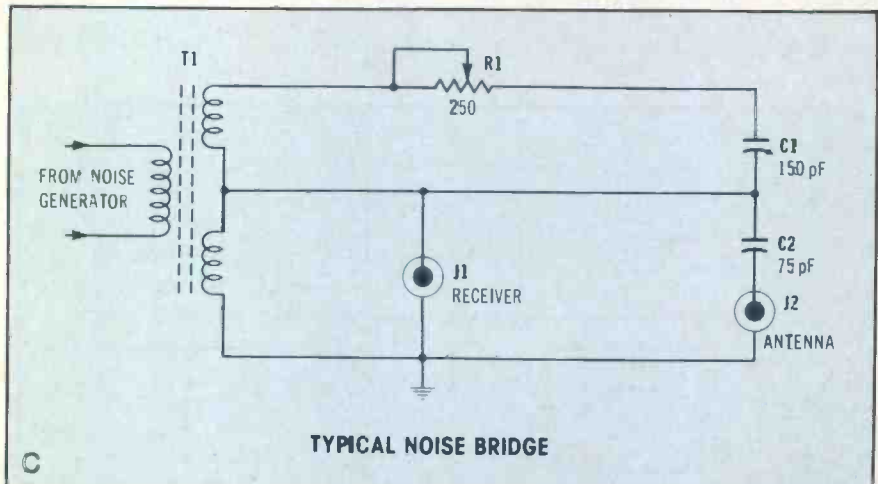 T1
R1
250
C1
150 pF
FROM NOISE
GENERATOR
C2
75 pF
J1
RECEIVER
J2
ANTENNA
TYPICAL NOISE BRIDGE
C